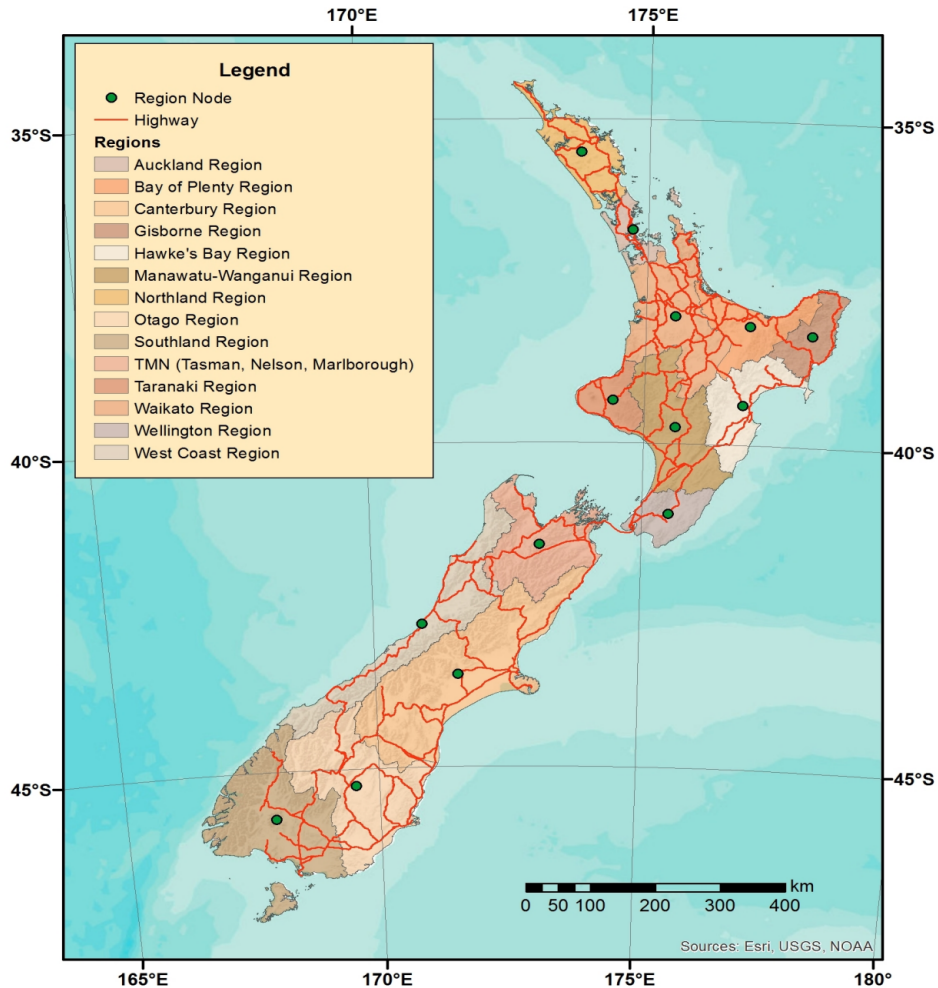 170°E 175°E
Legend
Region Node
Highway
Regions
Auckland Region
Bay of Plenty Region
Canterbury Region
Gisborne Region
Hawke's Bay Region
Manawatu-Wanganui Region
Northland Region
Otago Region
Southland Region
TMN (Tasman, Nelson, Marlborough)
Taranaki Region
Waikato Region
Wellington Region
West Coast Region
35°S 35°S
40°S 40°S
45°S 45°S
km
0 50 100 200 300 400
Sources: Esri, USGS, NOAA
165°E 170°E 175°E 180°